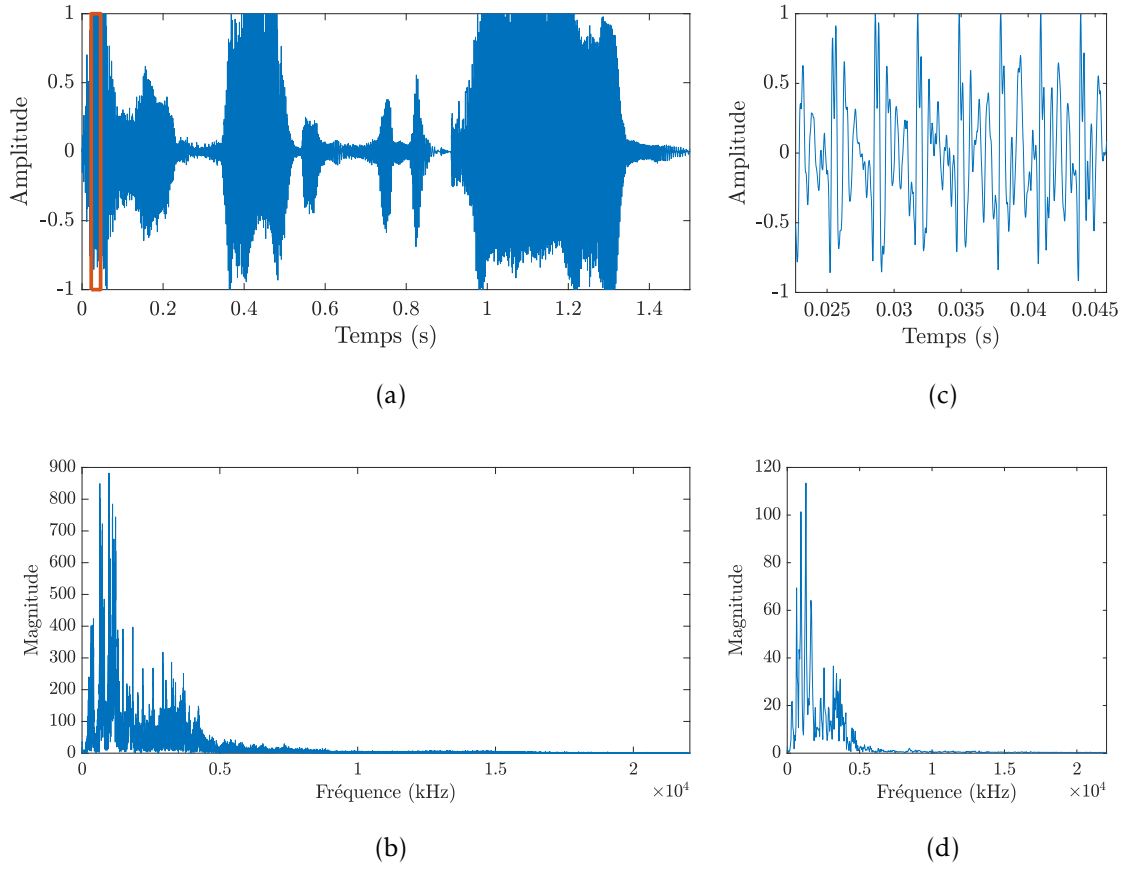 1
0.5
0
-0.5
-1
Amplitude
0 0.2 0.4 0.6 0.8 1 1.2 1.4
Temps (s)
(a)
1
0.5
0
-0.5
-1
Amplitude
0.025 0.03 0.035 0.04 0.045
Temps (s)
(c)
900
800
700
600
500
400
300
200
100
0
Magnitude
0 0.5 1 1.5 2
×10⁴
Fréquence (kHz)
(b)
120
100
80
60
40
20
0
Magnitude
0 0.5 1 1.5 2
×10⁴
Fréquence (kHz)
(d)